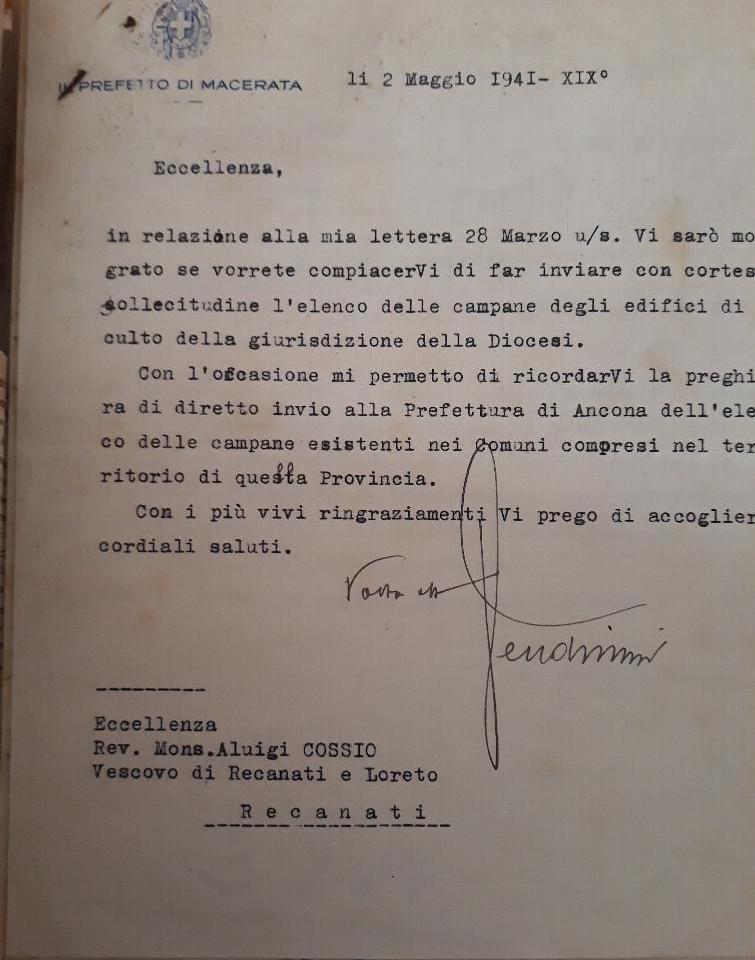 IL PREFETTO DI MACERATA
li 2 Maggio 194I- XIX°
Eccellenza,
in relazione alla mia lettera 28 Marzo u/s. Vi sarò mo
grato se vorrete compiacerVi di far inviare con cortes
sollecitudine l'elenco delle campane degli edifici di
culto della giurisdizione della Diocesi.
Con l'occasione mi permetto di ricordarVi la preghi
ra di diretto invio alla Prefettura di Ancona dell'ele
co delle campane esistenti nei Comuni compresi nel ter
ritorio di questa Provincia.
Con i più vivi ringraziamenti Vi prego di accoglier
cordiali saluti.
---------
Eccellenza
Rev. Mons.Aluigi COSSIO
Vescovo di Recanati e Loreto
R e c a n a t i